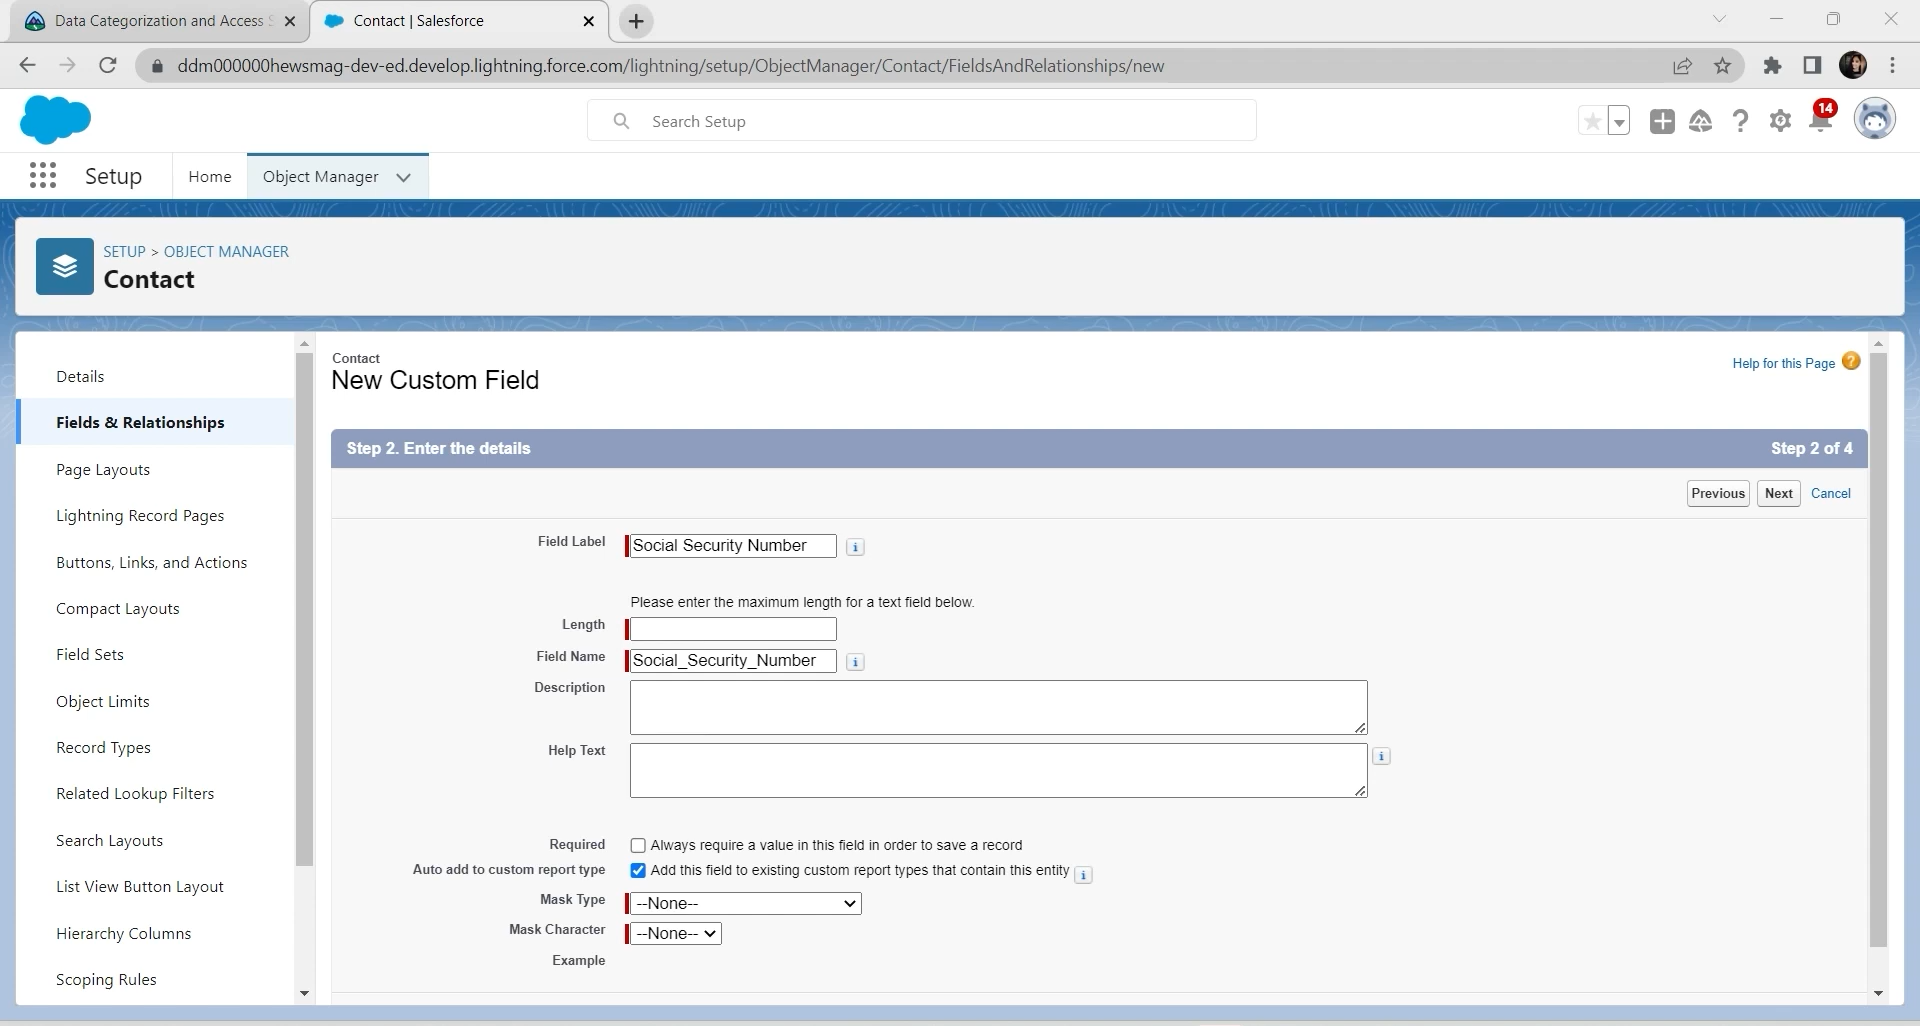 Data Categorization and Access S
Contact | Salesforce
ddm000000hewsmag-dev-ed.develop.lightning.force.com/lightning/setup/ObjectManager/Contact/FieldsAndRelationships/new
Search Setup
14
Setup
Home
Object Manager
SETUP > OBJECT MANAGER
Contact
Details
Fields & Relationships
Page Layouts
Lightning Record Pages
Buttons, Links, and Actions
Compact Layouts
Field Sets
Object Limits
Record Types
Related Lookup Filters
Search Layouts
List View Button Layout
Hierarchy Columns
Scoping Rules
Contact
New Custom Field
Help for this Page ?
Step 2. Enter the details
Step 2 of 4
Previous Next Cancel
Field Label Social Security Number i
Please enter the maximum length for a text field below.
Length
Field Name Social_Security_Number i
Description
Help Text i
Required Always require a value in this field in order to save a record
Auto add to custom report type Add this field to existing custom report types that contain this entity i
Mask Type --None--
Mask Character --None--
Example